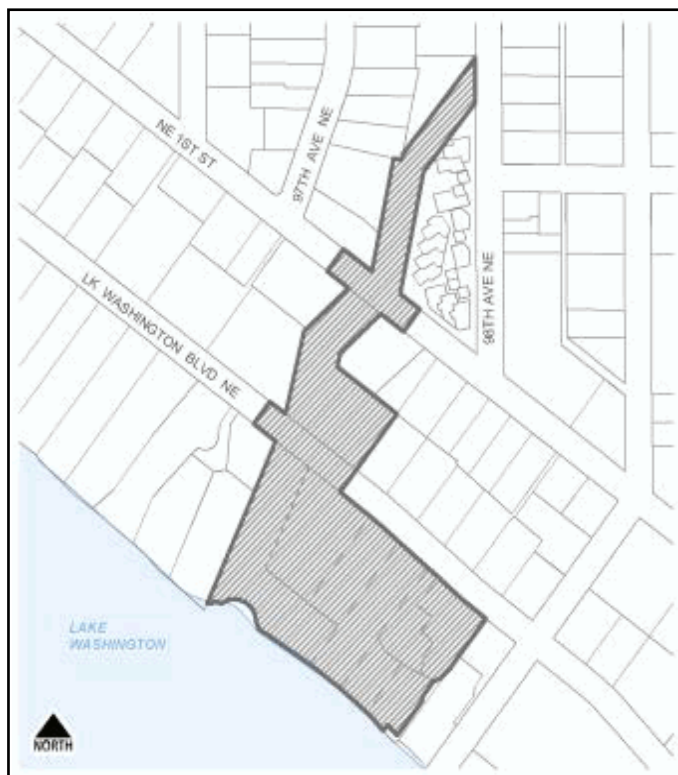 NE 1ST ST
97TH AVE NE
LK WASHINGTON BLVD NE
98TH AVE NE
LAKE
WASHINGTON
NORTH